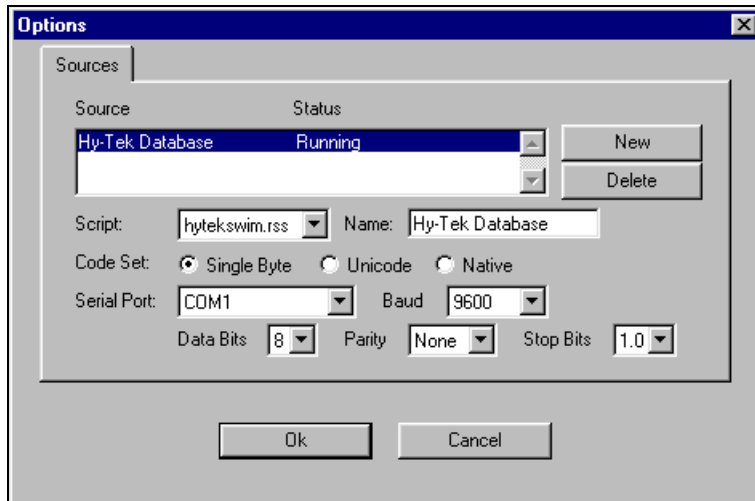 Options
Sources
Source Status
Hy-Tek Database Running
New
Delete
Script: hytekswim.rss Name: Hy-Tek Database
Code Set: Single Byte Unicode Native
Serial Port: COM1 Baud 9600
Data Bits 8 Parity None Stop Bits 1.0
Ok Cancel